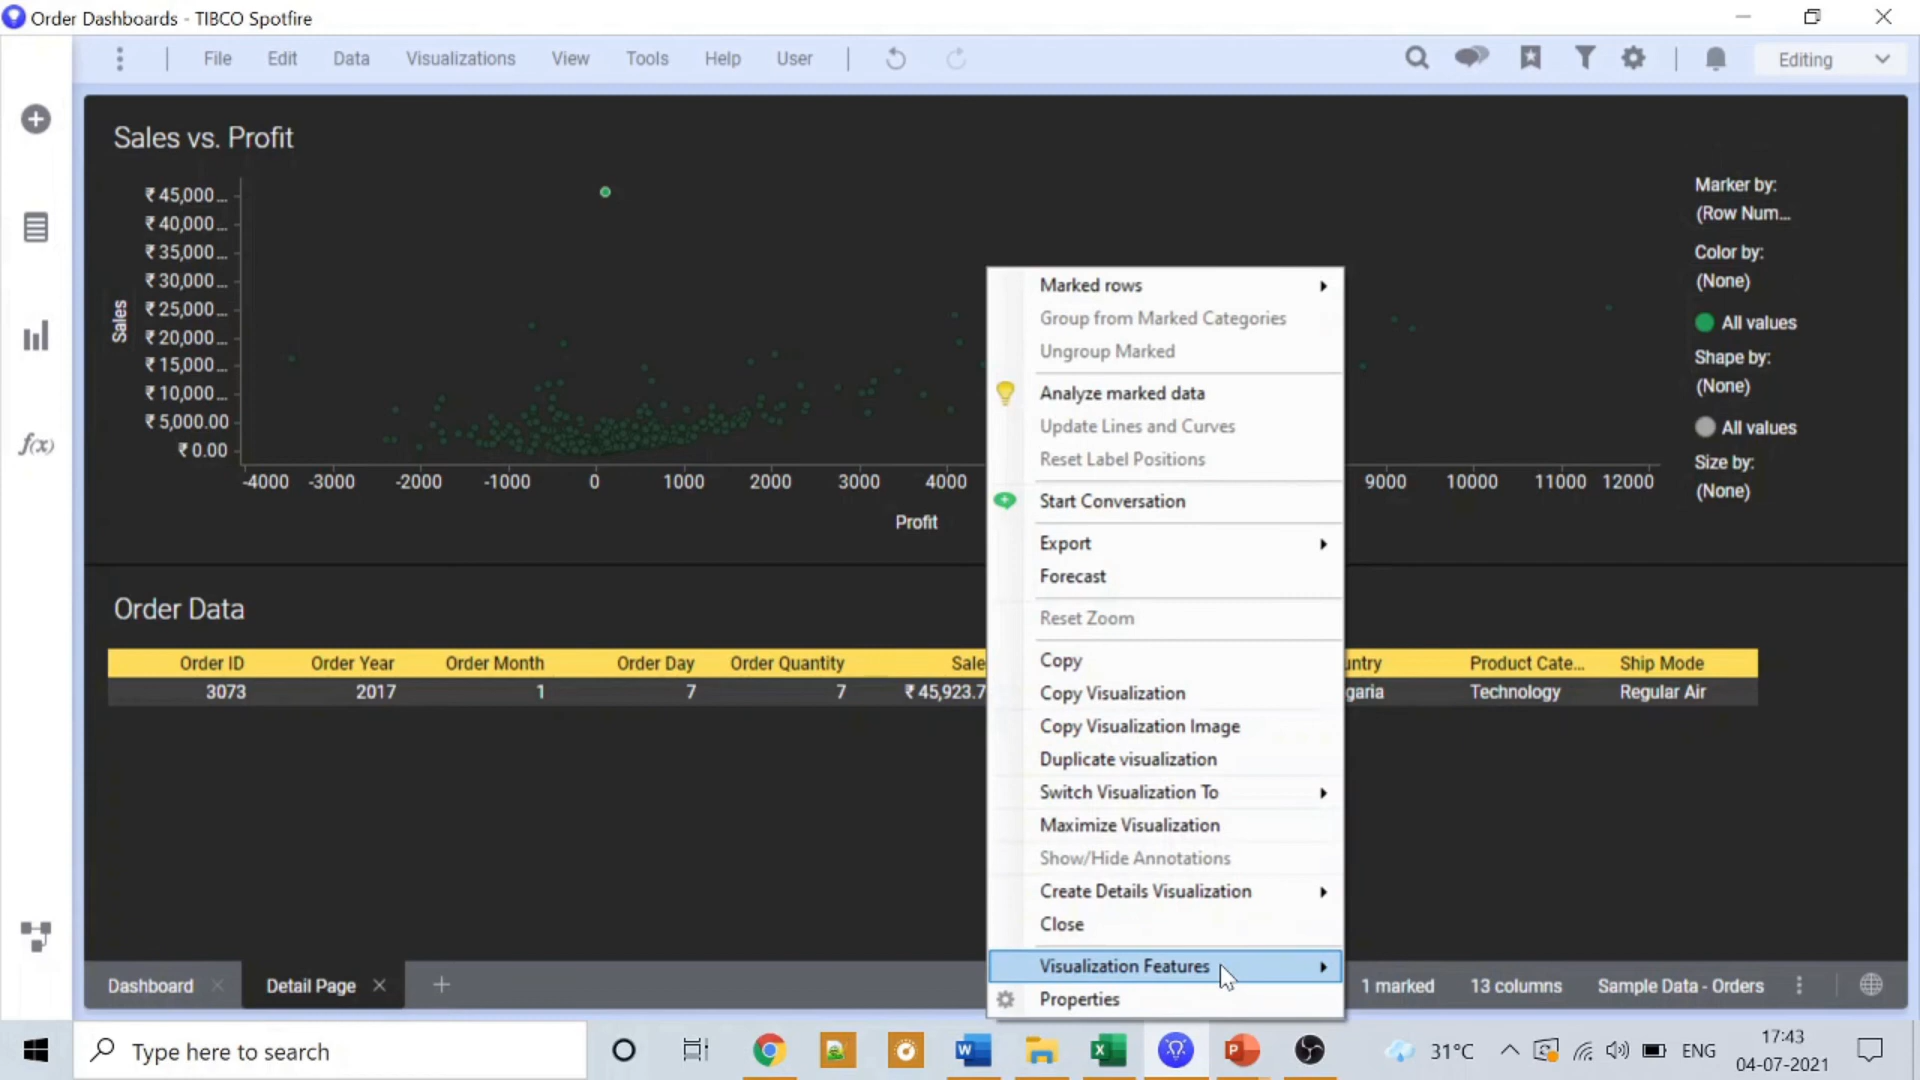 Order Dashboards - TIBCO Spotfire
File Edit Data Visualizations View Tools Help User Editing
Sales vs. Profit
₹ 45,000 ...
₹ 40,000 ...
₹ 35,000 ...
₹ 30,000 ...
₹ 25,000 ...
₹ 20,000 ...
₹ 15,000 ...
₹ 10,000 ...
₹ 5,000.00
₹ 0.00
Sales
-4000 -3000 -2000 -1000 0 1000 2000 3000 4000 9000 10000 11000 12000
Profit
Marker by:
(Row Num...
Color by:
(None)
All values
Shape by:
(None)
All values
Size by:
(None)
f(x)
Marked rows
Group from Marked Categories
Ungroup Marked
Analyze marked data
Update Lines and Curves
Reset Label Positions
Start Conversation
Export
Forecast
Reset Zoom
Copy
Copy Visualization
Copy Visualization Image
Duplicate visualization
Switch Visualization To
Maximize Visualization
Show/Hide Annotations
Create Details Visualization
Close
Visualization Features
Properties
Order Data
Order ID Order Year Order Month Order Day Order Quantity Sale untry Product Cate... Ship Mode
3073 2017 1 7 7 ₹ 45,923.7 garia Technology Regular Air
Dashboard Detail Page 1 marked 13 columns Sample Data - Orders
Type here to search
31°C
ENG
17:43
04-07-2021